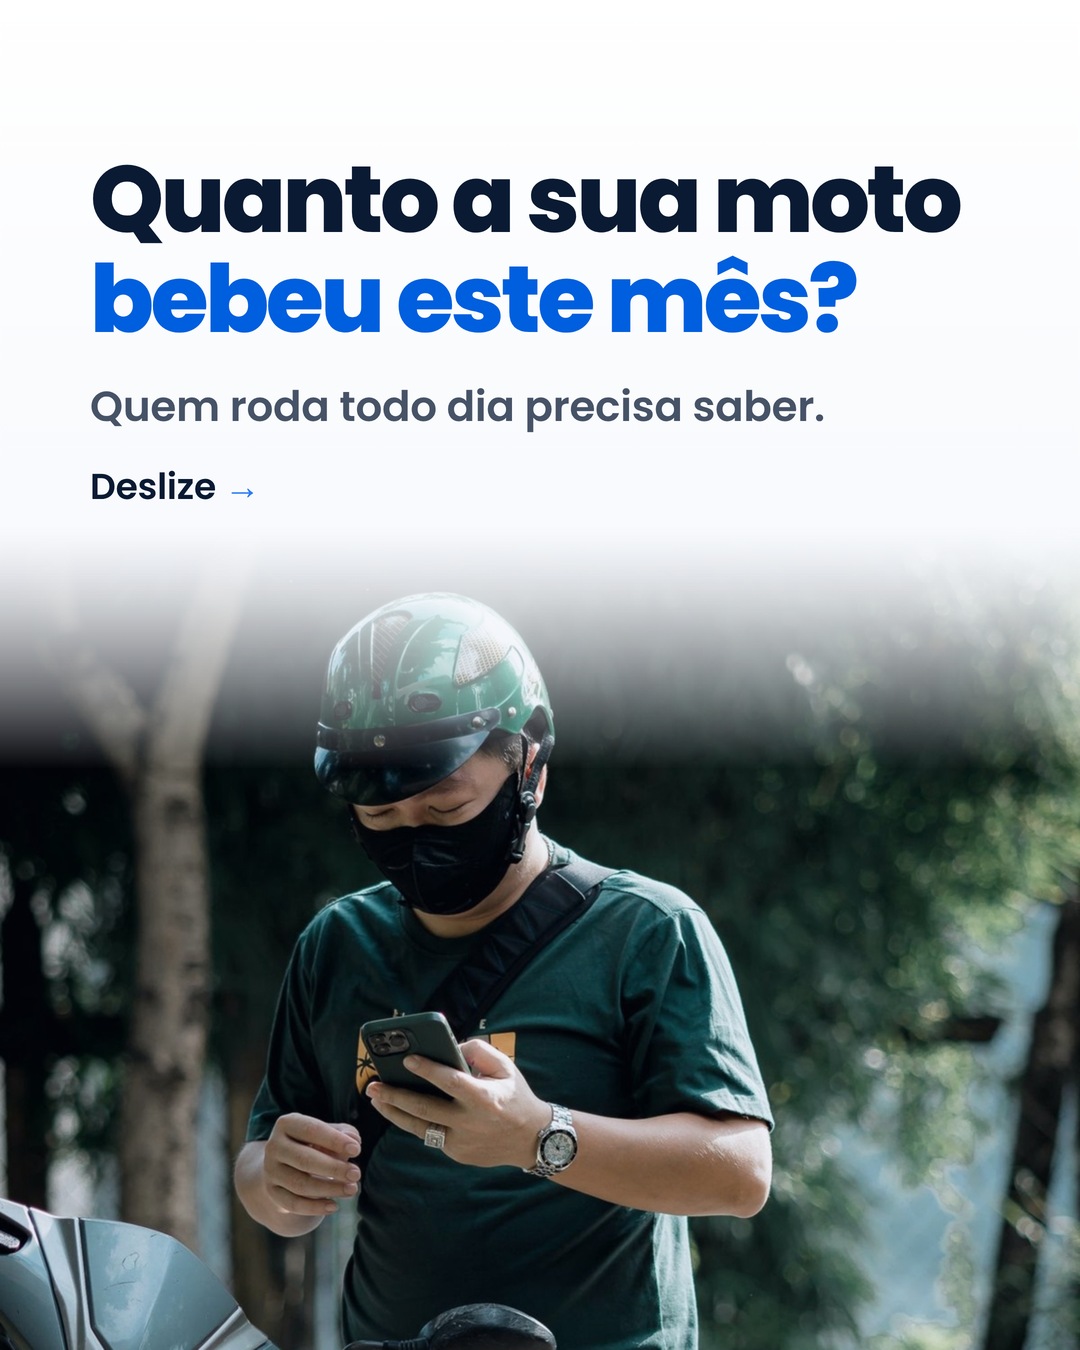 Quanto a sua moto
bebeu este mês?
Quem roda todo dia precisa saber.
Deslize →